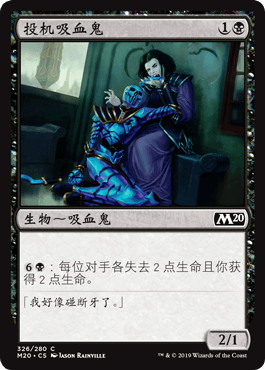 投机吸血鬼 1
生物～吸血鬼 M20
6：每位对手各失去2点生命且你获
得2点生命。
「我好像碰断牙了。」
2/1
326/280 C
M20 • CS Jason Rainville ™ & © 2019 Wizards of the Coast